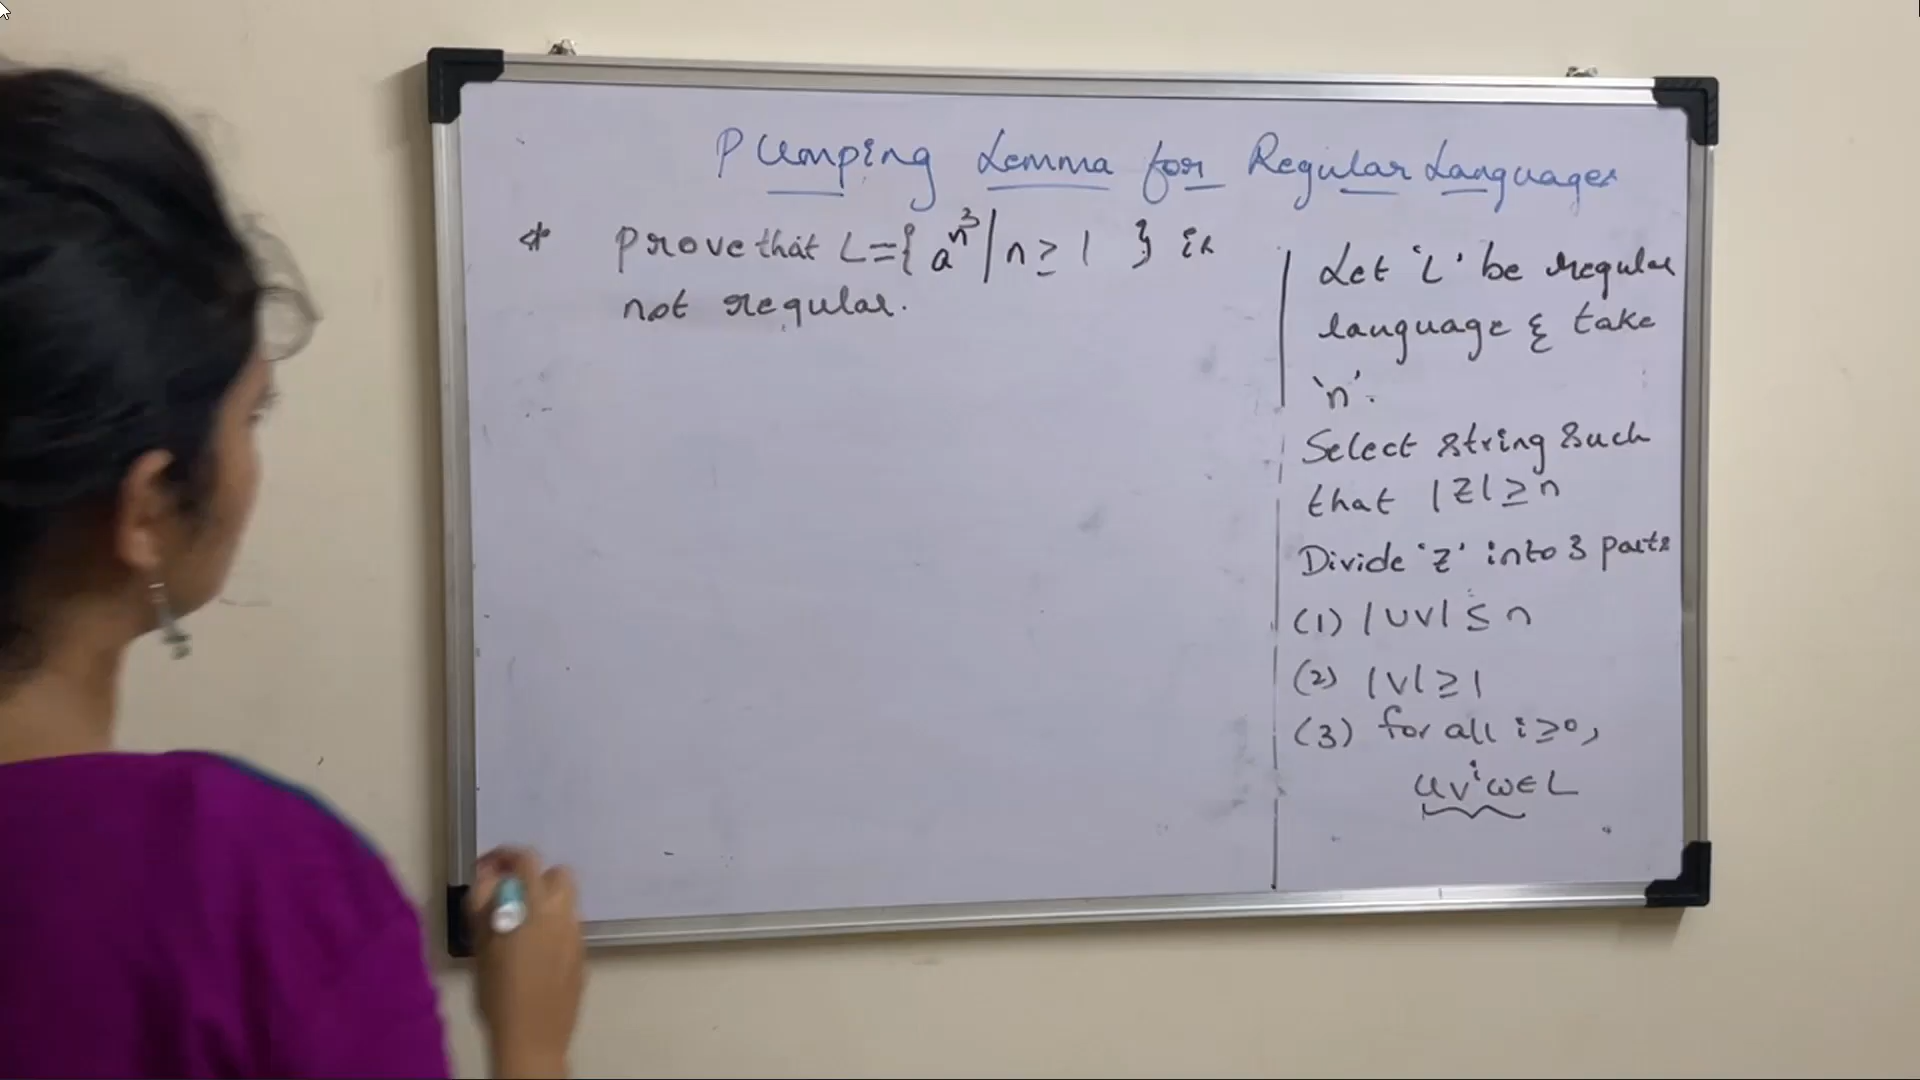 Pumping Lemma for Regular Languages
* prove that L={ a^n^3 | n ≥ 1 } is
not regular.
Let 'L' be regular
language & take
'n'.
Select string such
that |z| ≥ n
Divide 'z' into 3 parts
(1) |uv| ≤ n
(2) |v| ≥ 1
(3) for all i ≥ 0,
uv^i w ∈ L